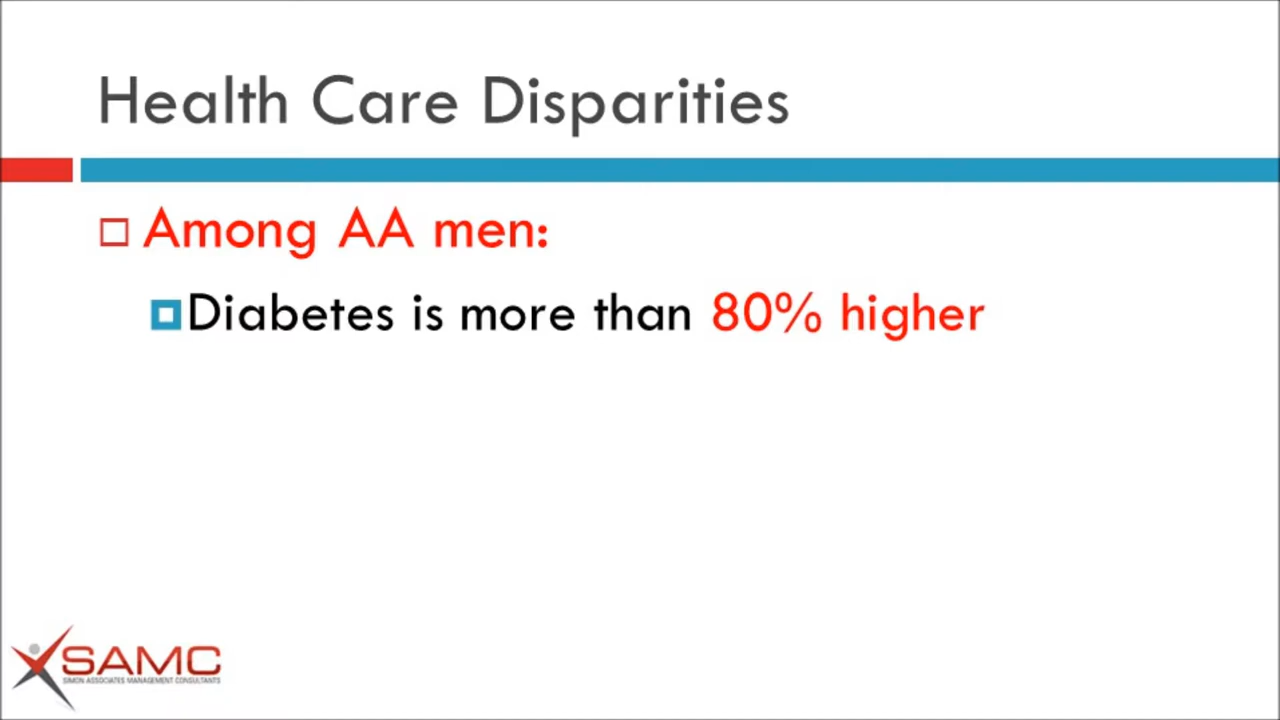 Health Care Disparities
Among AA men:
Diabetes is more than 80% higher
SAMC
SIMON ASSOCIATES MANAGEMENT CONSULTANTS